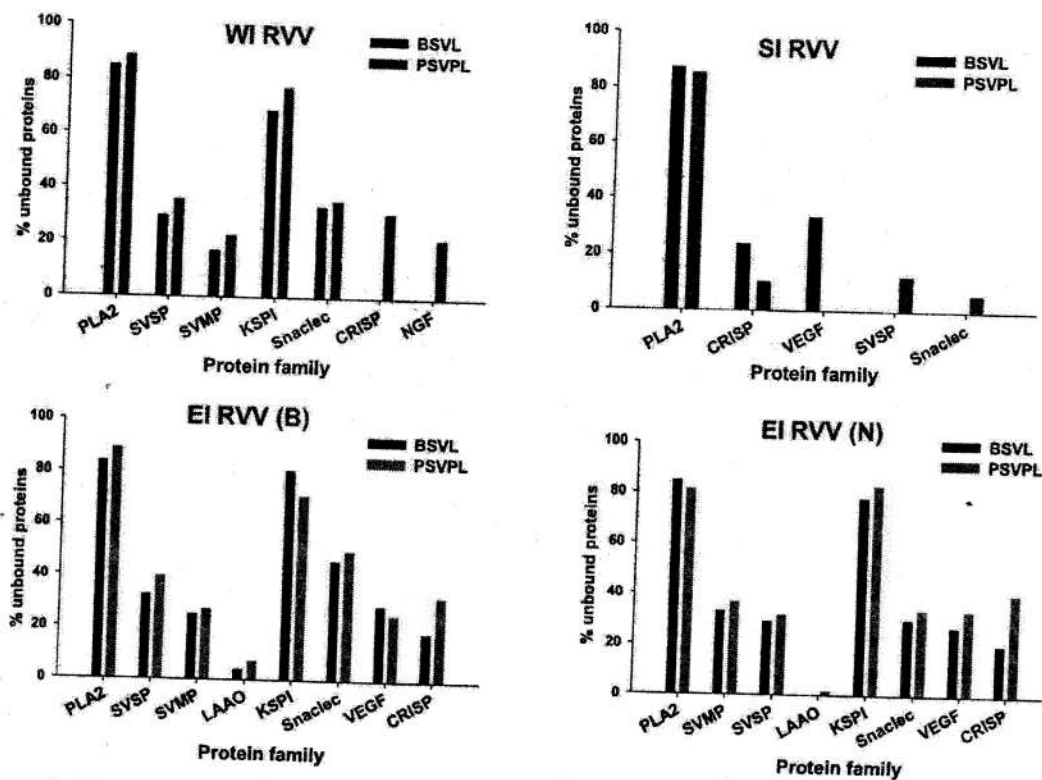 WI RVV
BSVL
PSVPL
% unbound proteins
100
80
60
40
20
0
PLA2
SVSP
SVMP
KSPI
Snaclec
CRISP
NGF
Protein family
SI RVV
BSVL
PSVPL
% unbound proteins
100
80
60
40
20
0
PLA2
CRISP
VEGF
SVSP
Snaclec
Protein family
EI RVV (B)
BSVL
PSVPL
% unbound proteins
100
80
60
40
20
0
PLA2
SVSP
SVMP
LAAO
KSPI
Snaclec
VEGF
CRISP
Protein family
EI RVV (N)
BSVL
PSVPL
% unbound proteins
100
80
60
40
20
0
PLA2
SVMP
SVSP
LAAO
KSPI
Snaclec
VEGF
CRISP
Protein family